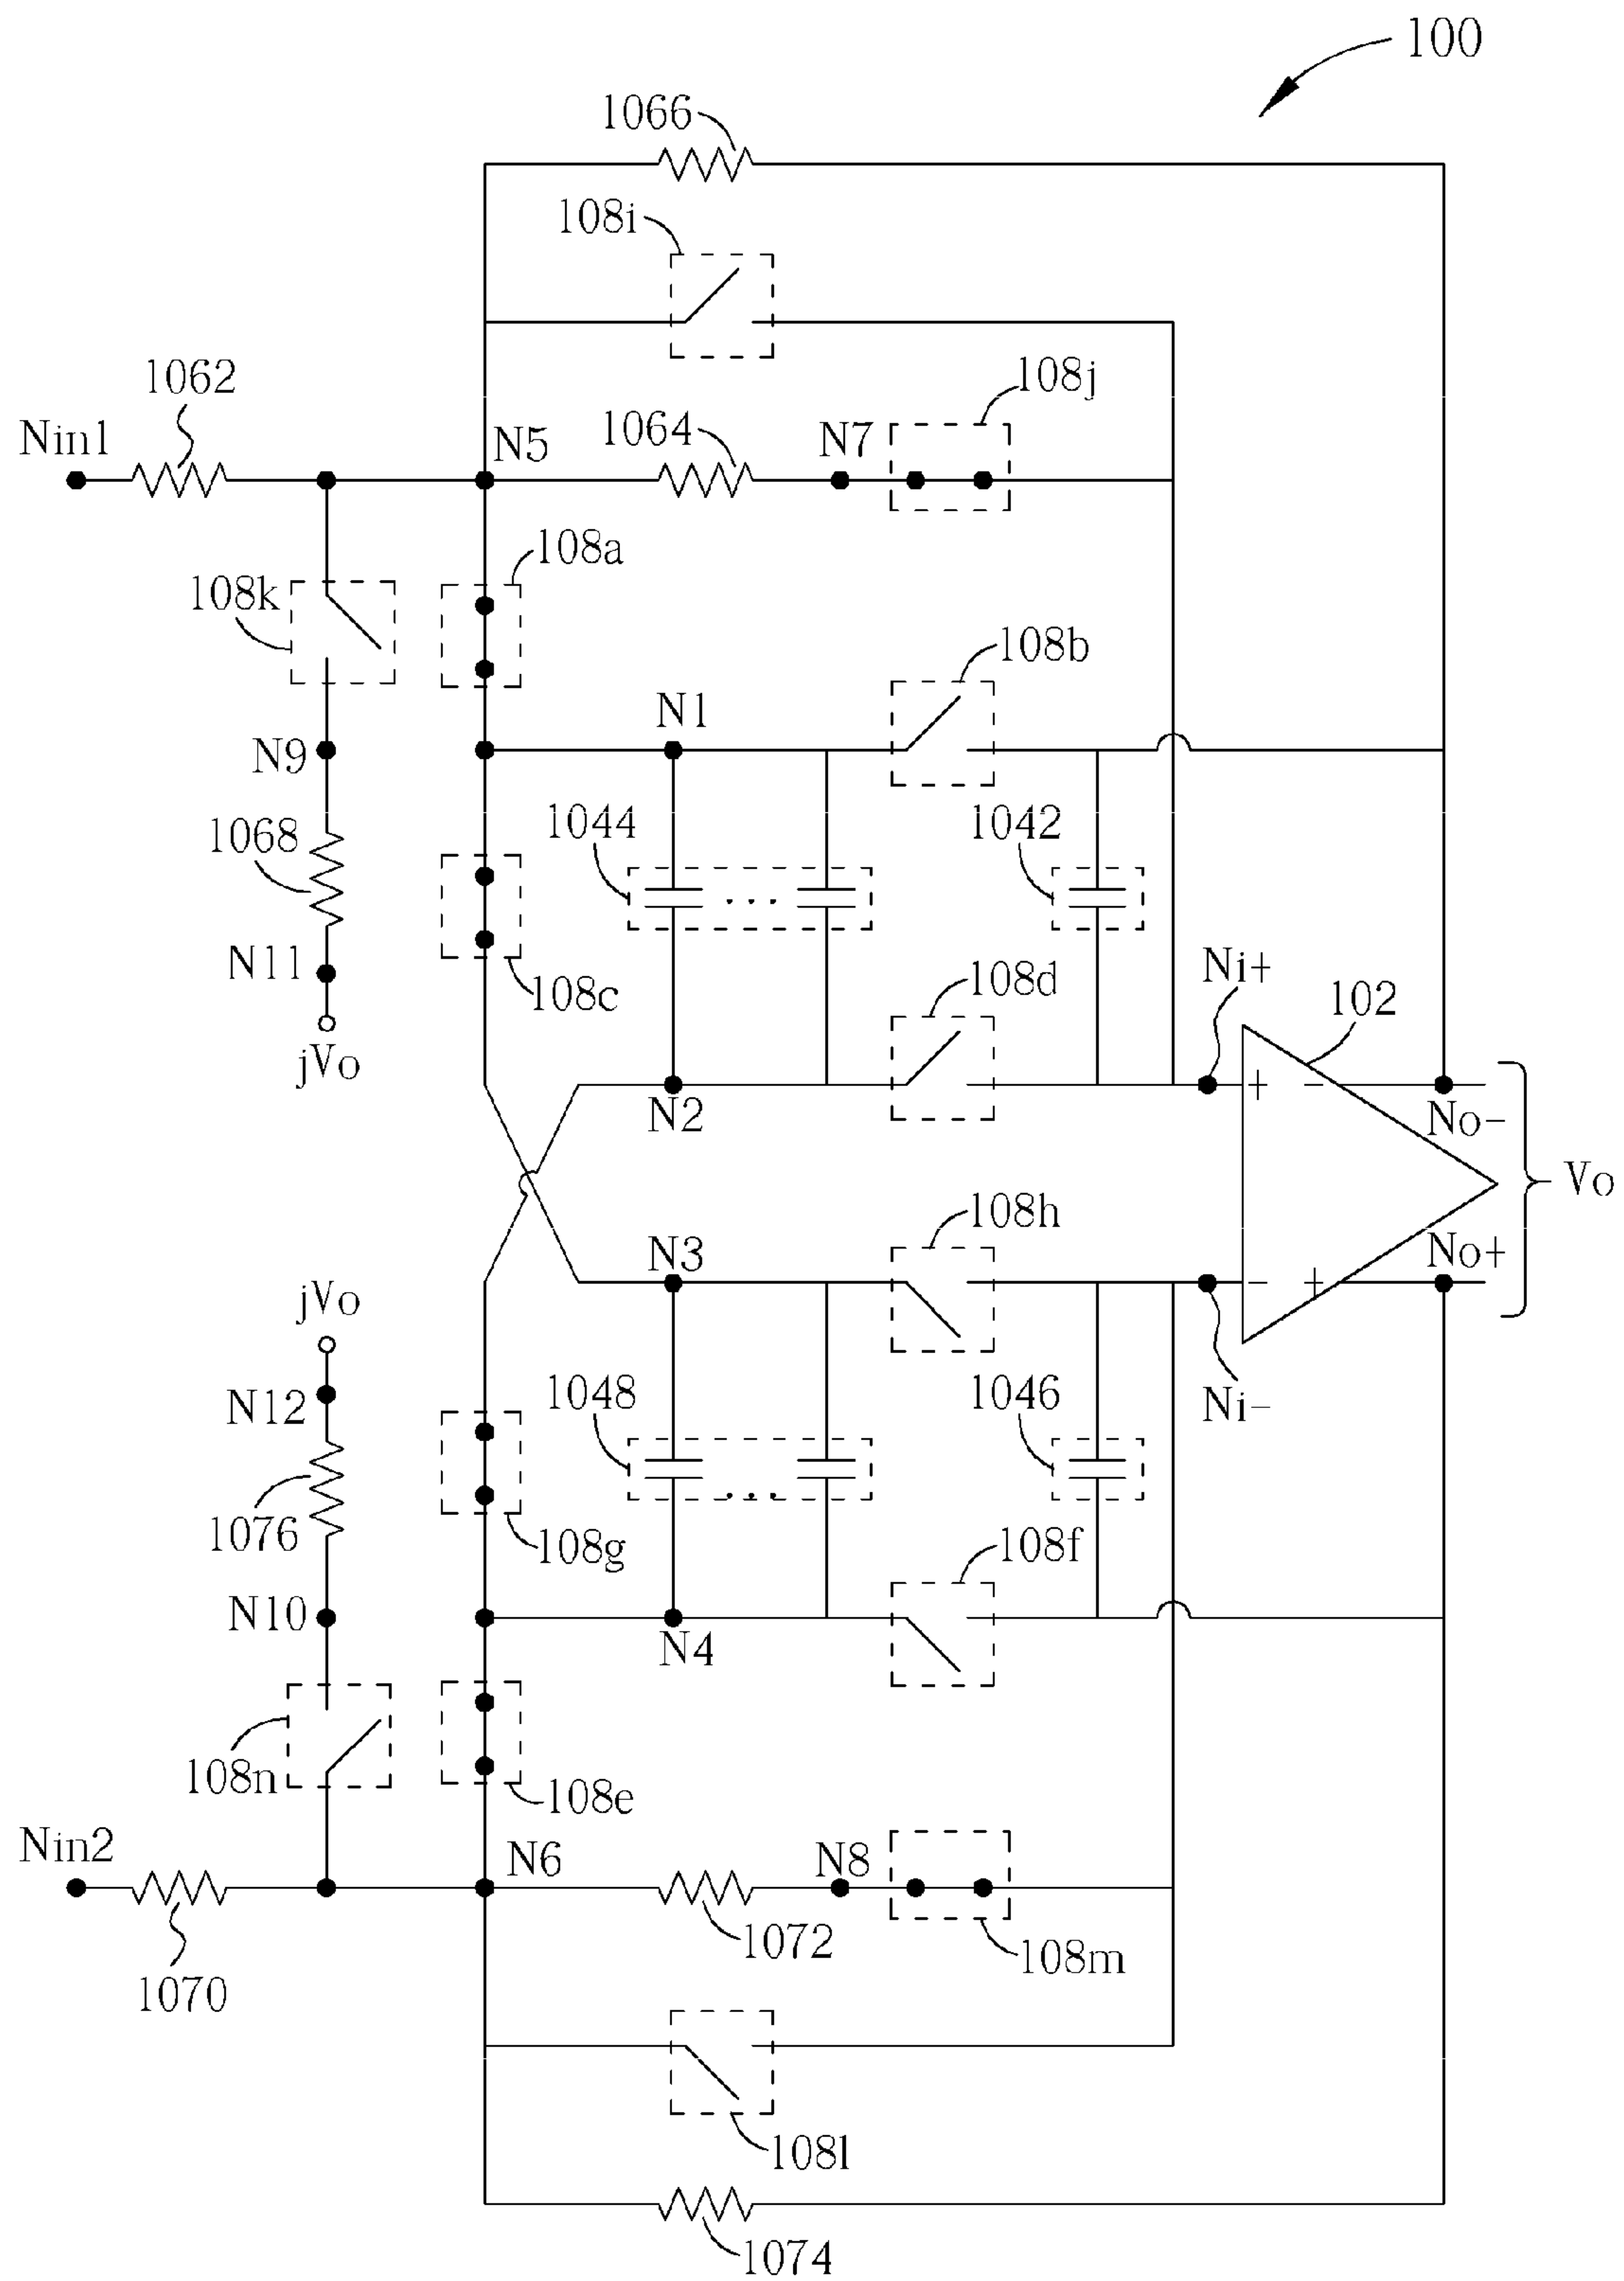 100
1066
108i
1062
108j
Nin1
N5
1064
N7
108a
108k
108b
N1
N9
1044
1042
1068
N11
108c
108d
Ni+
102
jVo
N2
No-
Vo
108h
N3
No+
jVo
N12
1048
1046
Ni-
1076
108g
108f
N10
N4
108n
108e
Nin2
N6
N8
1072
108m
1070
108l
1074
+
-
-
+
...
...